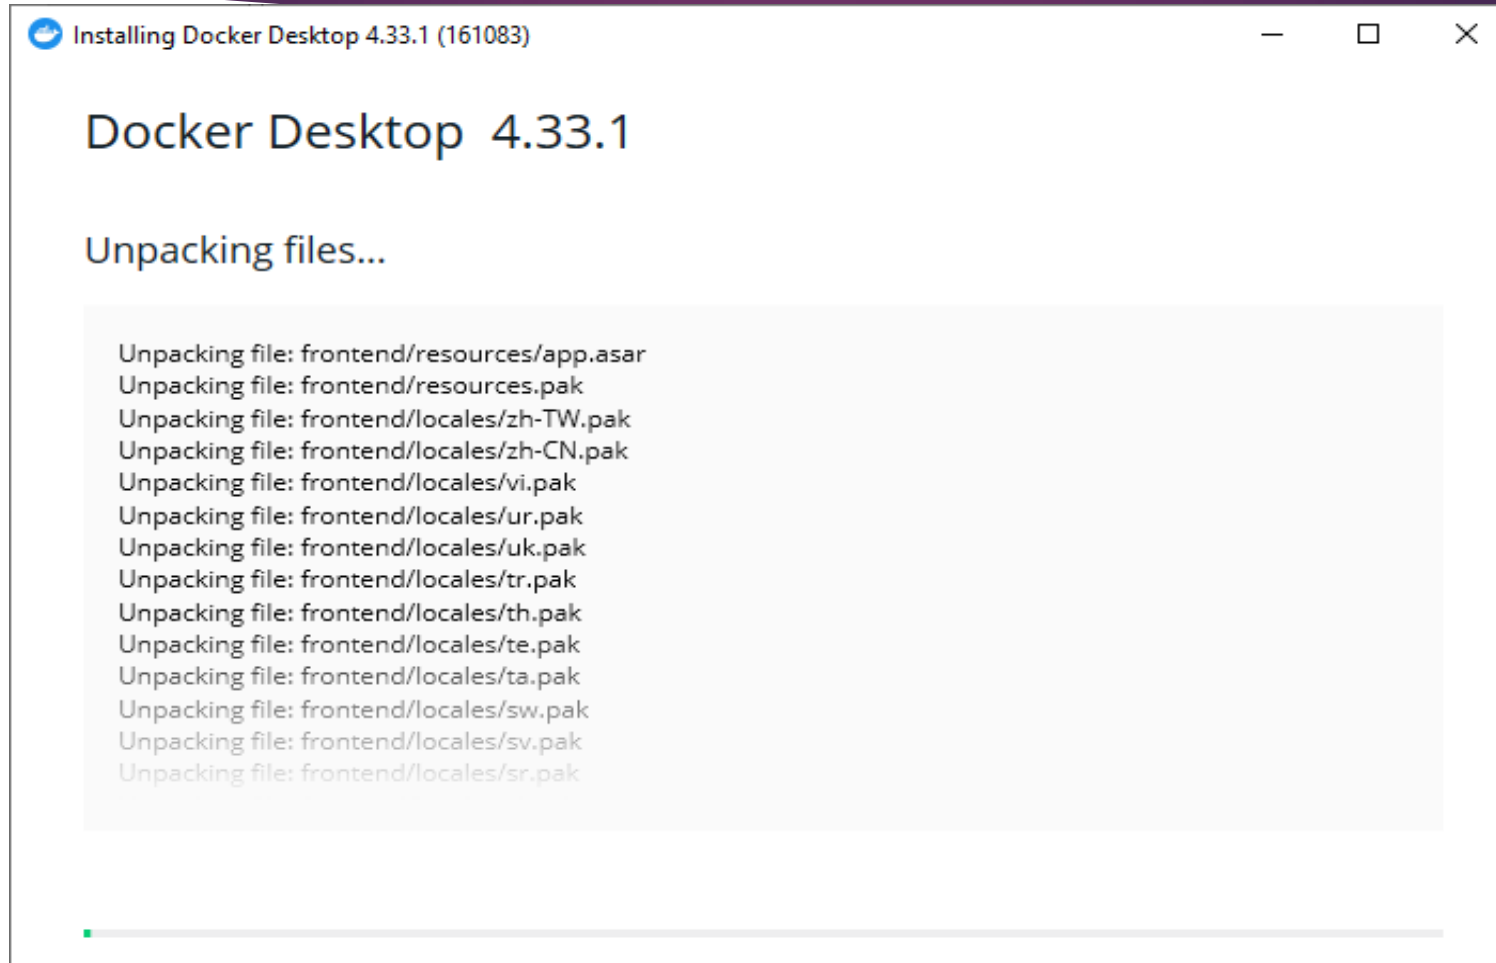 Installing Docker Desktop 4.33.1 (161083)
Docker Desktop 4.33.1
Unpacking files...
Unpacking file: frontend/resources/app.asar
Unpacking file: frontend/resources.pak
Unpacking file: frontend/locales/zh-TW.pak
Unpacking file: frontend/locales/zh-CN.pak
Unpacking file: frontend/locales/vi.pak
Unpacking file: frontend/locales/ur.pak
Unpacking file: frontend/locales/uk.pak
Unpacking file: frontend/locales/tr.pak
Unpacking file: frontend/locales/th.pak
Unpacking file: frontend/locales/te.pak
Unpacking file: frontend/locales/ta.pak
Unpacking file: frontend/locales/sw.pak
Unpacking file: frontend/locales/sv.pak
Unpacking file: frontend/locales/sr.pak